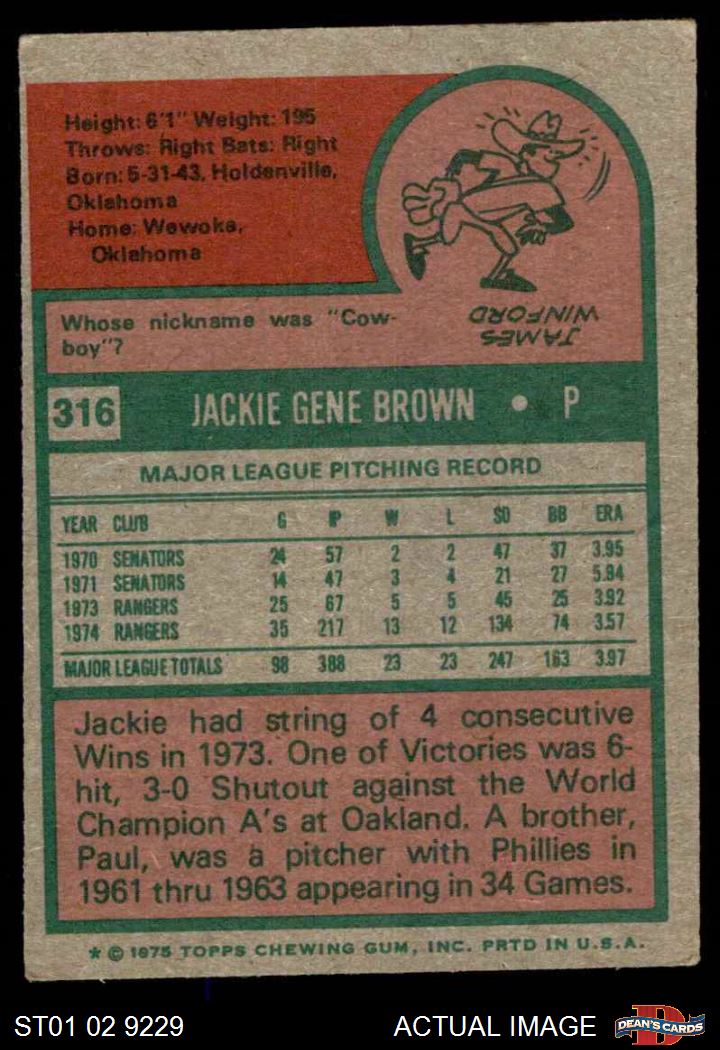 Height: 6'1" Weight: 195
Throws: Right Bats: Right
Born: 5-31-43, Holdenville,
Oklahoma
Home: Wewoka,
Oklahoma
Whose nickname was "Cow-
boy"?
JAMES
WINFORD
316 JACKIE GENE BROWN • P
MAJOR LEAGUE PITCHING RECORD
YEAR CLUB G IP W L SO BB ERA
1970 SENATORS 24 57 2 2 47 37 3.95
1971 SENATORS 14 47 3 4 21 27 5.94
1973 RANGERS 25 67 5 5 45 25 3.92
1974 RANGERS 35 217 13 12 134 74 3.57
MAJOR LEAGUE TOTALS 98 388 23 23 247 163 3.97
Jackie had string of 4 consecutive
Wins in 1973. One of Victories was 6-
hit, 3-0 Shutout against the World
Champion A's at Oakland. A brother,
Paul, was a pitcher with Phillies in
1961 thru 1963 appearing in 34 Games.
* © 1975 TOPPS CHEWING GUM, INC. PRTD IN U.S.A.
ST01 02 9229 ACTUAL IMAGE D DEAN'S CARDS